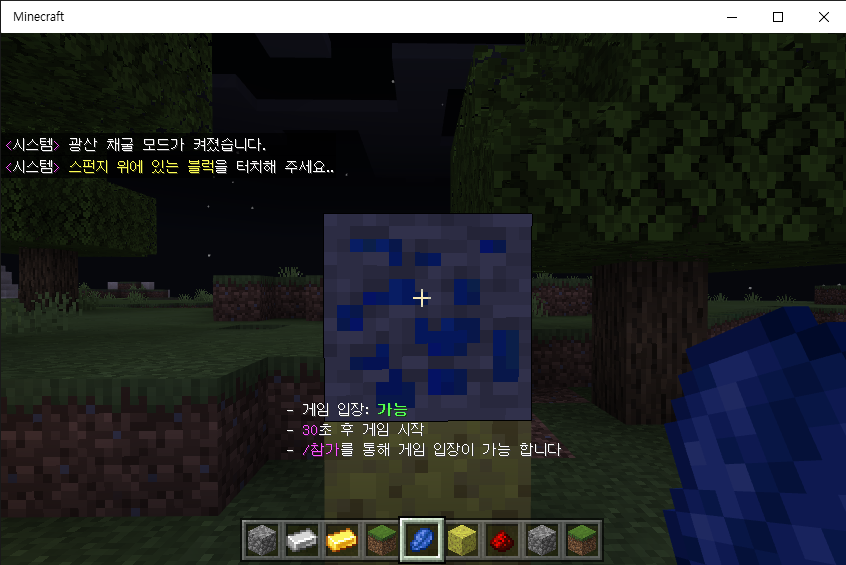 Minecraft
<시스템> 광산 채굴 모드가 켜졌습니다.
<시스템> 스펀지 위에 있는 블럭을 터치해 주세요..
- 게임 입장: 가능
- 30초 후 게임 시작
- /참가를 통해 게임 입장이 가능 합니다